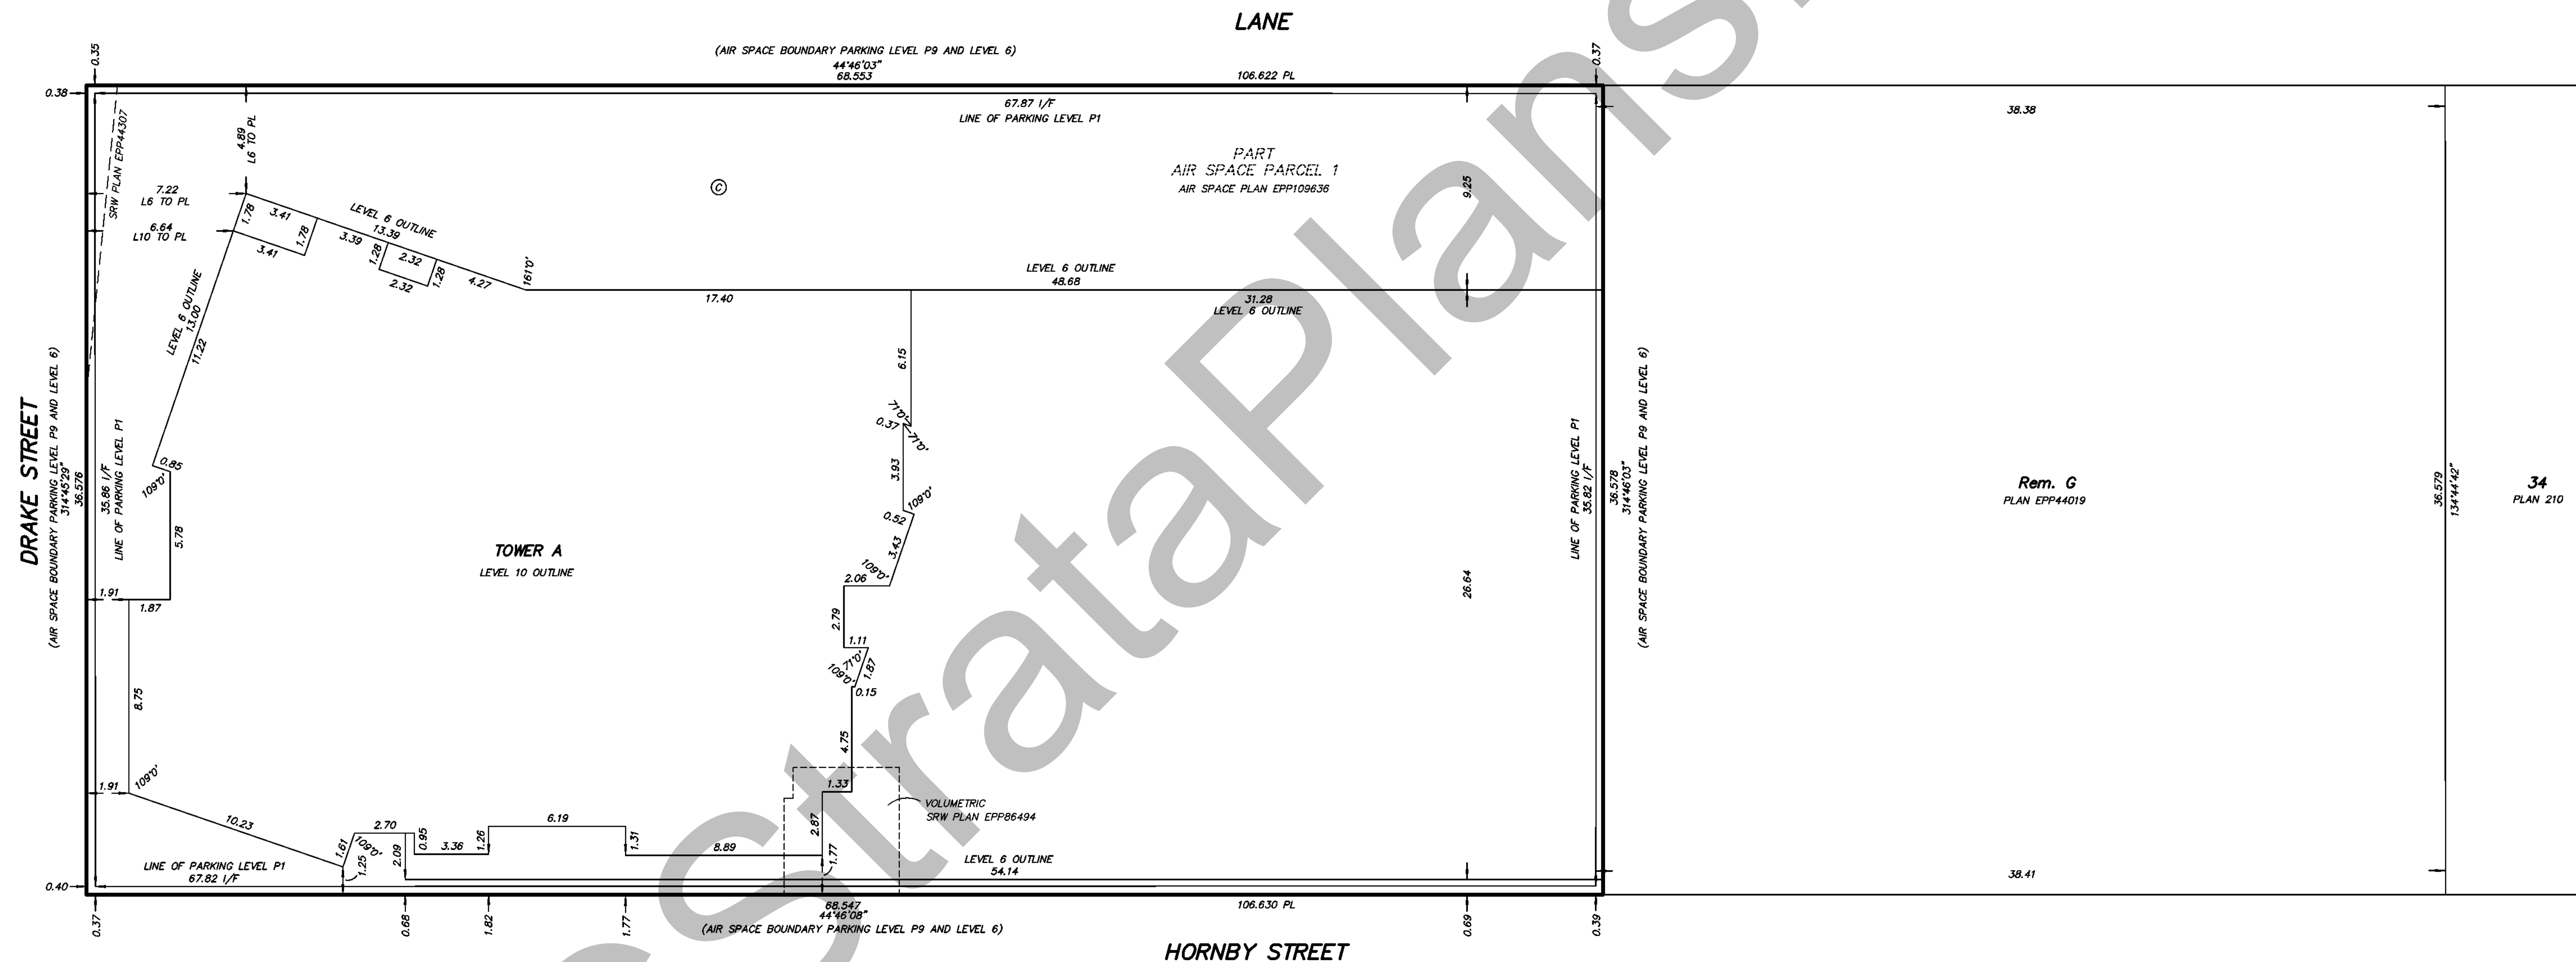 LANE
(AIR SPACE BOUNDARY PARKING LEVEL P9 AND LEVEL 6)
44°46'03"
68.553
106.622 PL
0.35
0.37
0.38
67.87 I/F
LINE OF PARKING LEVEL P1
38.38
SRW PLAN EPP44307
4.89
L6 TO PL
PART
AIR SPACE PARCEL 1
AIR SPACE PLAN EPP109636
C
9.25
7.22
L6 TO PL
6.64
L10 TO PL
1.78
3.41
1.78
3.41
LEVEL 6 OUTLINE
13.39
3.39
1.28
2.32
1.28
2.32
4.27
161°0'
LEVEL 6 OUTLINE
48.68
17.40
31.28
LEVEL 6 OUTLINE
LEVEL 6 OUTLINE
13.00
11.22
6.15
71°0'
0.37
71°0'
3.93
109°0'
0.52
3.43
109°0'
2.06
2.79
1.11
71°0'
109°0'
1.87
0.15
4.75
1.33
2.87
DRAKE STREET
(AIR SPACE BOUNDARY PARKING LEVEL P9 AND LEVEL 6)
314°45'29"
36.576
35.86 I/F
LINE OF PARKING LEVEL P1
0.85
109°0'
5.78
1.91
1.87
8.75
1.91
109°0'
TOWER A
LEVEL 10 OUTLINE
LINE OF PARKING LEVEL P1
35.82 I/F
36.578
314°46'03"
(AIR SPACE BOUNDARY PARKING LEVEL P9 AND LEVEL 6)
26.64
Rem. G
PLAN EPP44019
36.579
134°44'42"
34
PLAN 210
10.23
1.61
109°0'
1.25
2.70
2.09
0.95
3.36
1.26
6.19
1.31
8.89
1.77
VOLUMETRIC
SRW PLAN EPP86494
LEVEL 6 OUTLINE
54.14
LINE OF PARKING LEVEL P1
67.82 I/F
38.41
0.40
0.37
0.68
1.82
1.77
68.547
44°46'08"
(AIR SPACE BOUNDARY PARKING LEVEL P9 AND LEVEL 6)
106.630 PL
0.69
0.39
HORNBY STREET
strataPlans